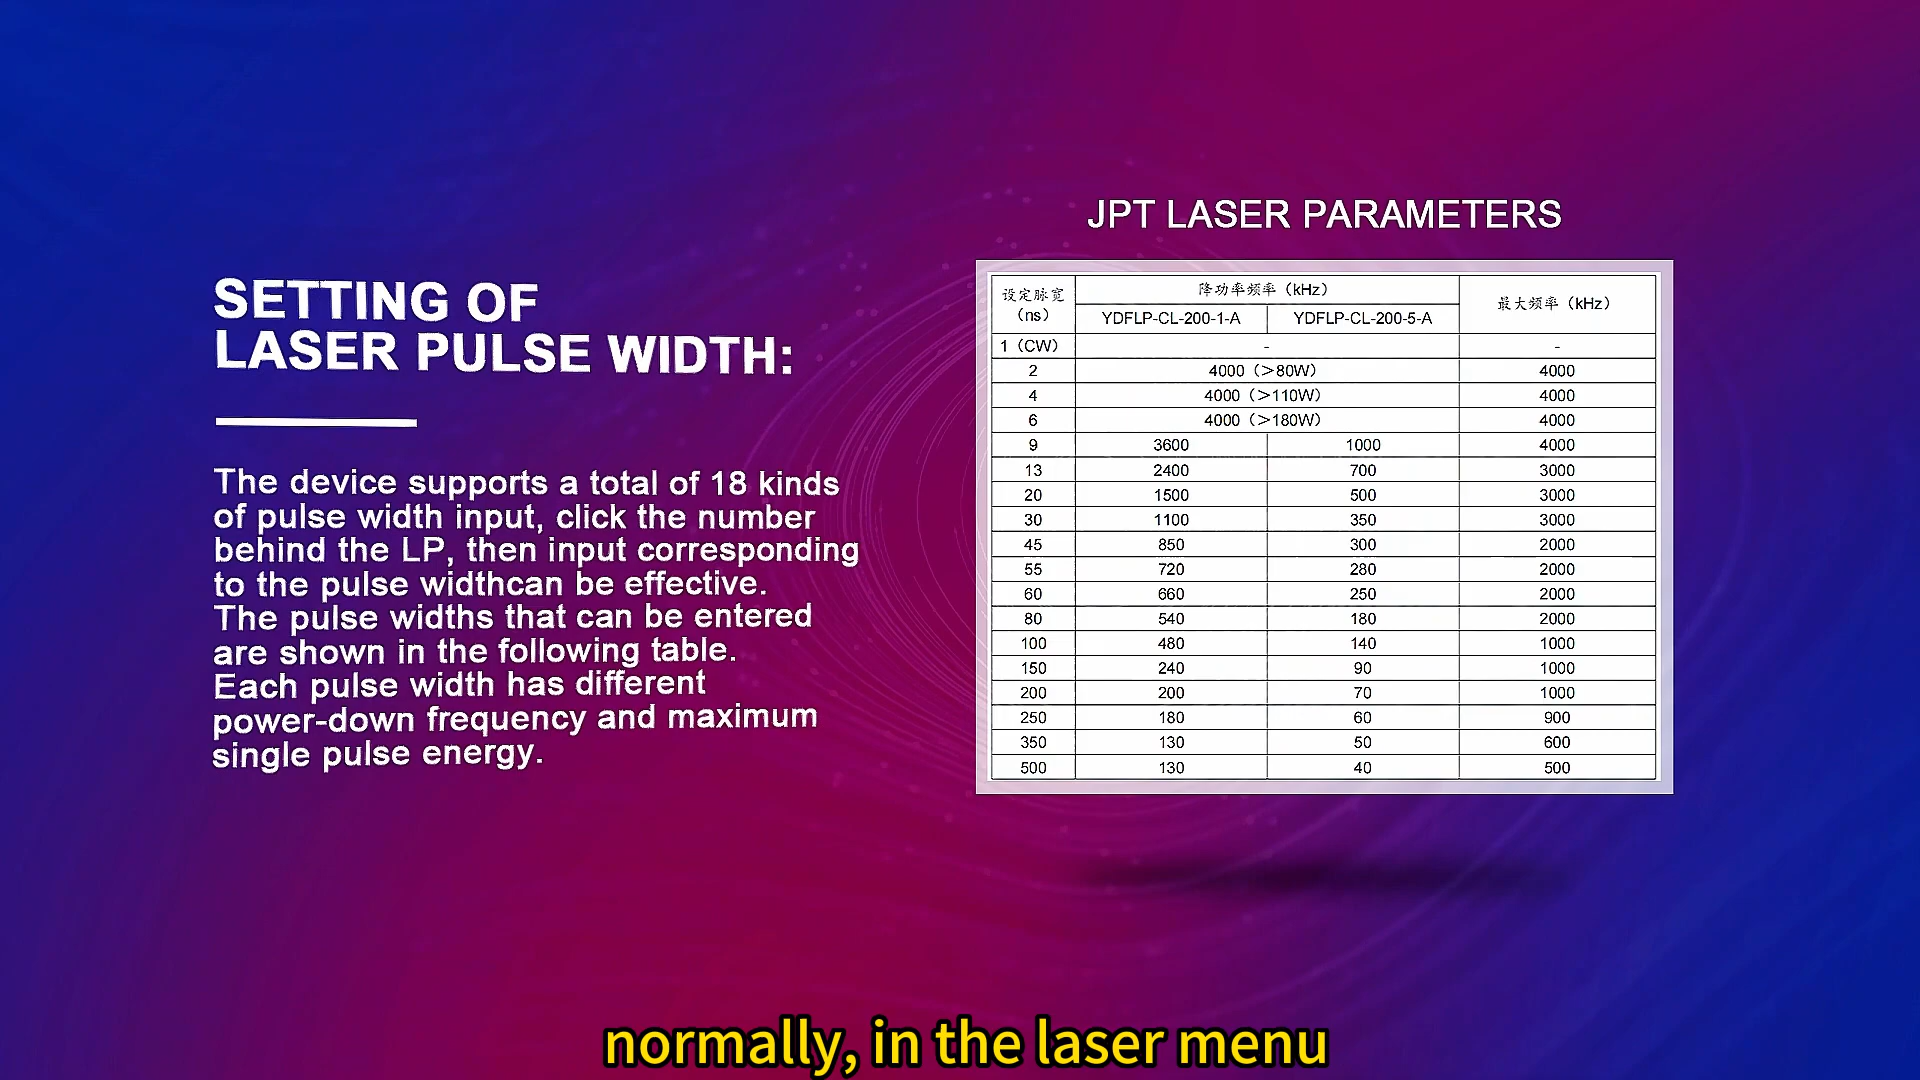 SETTING OF
LASER PULSE WIDTH:
The device supports a total of 18 kinds
of pulse width input, click the number
behind the LP, then input corresponding
to the pulse widthcan be effective.
The pulse widths that can be entered
are shown in the following table.
Each pulse width has different
power-down frequency and maximum
single pulse energy.
JPT LASER PARAMETERS
设定脉宽（ns） 降功率频率（kHz） 最大频率（kHz）
YDFLP-CL-200-1-A YDFLP-CL-200-5-A
1（CW） - -
2 4000（>80W） 4000
4 4000（>110W） 4000
6 4000（>180W） 4000
9 3600 1000 4000
13 2400 700 3000
20 1500 500 3000
30 1100 350 3000
45 850 300 2000
55 720 280 2000
60 660 250 2000
80 540 180 2000
100 480 140 1000
150 240 90 1000
200 200 70 1000
250 180 60 900
350 130 50 600
500 130 40 500
normally, in the laser menu